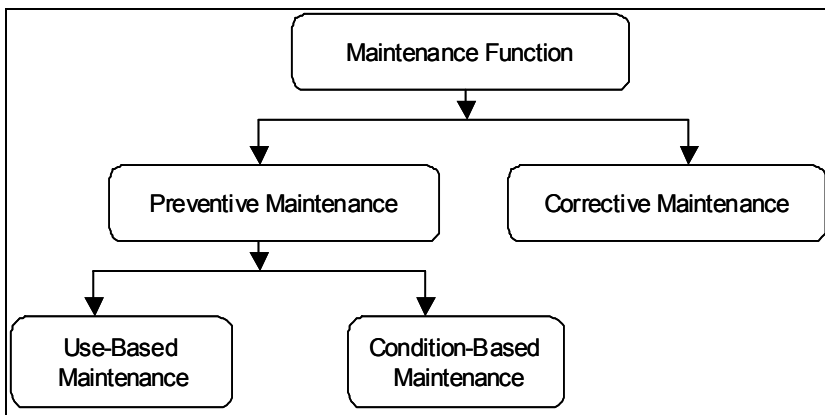 Maintenance Function
Preventive Maintenance
Corrective Maintenance
Use-Based
Maintenance
Condition-Based
Maintenance